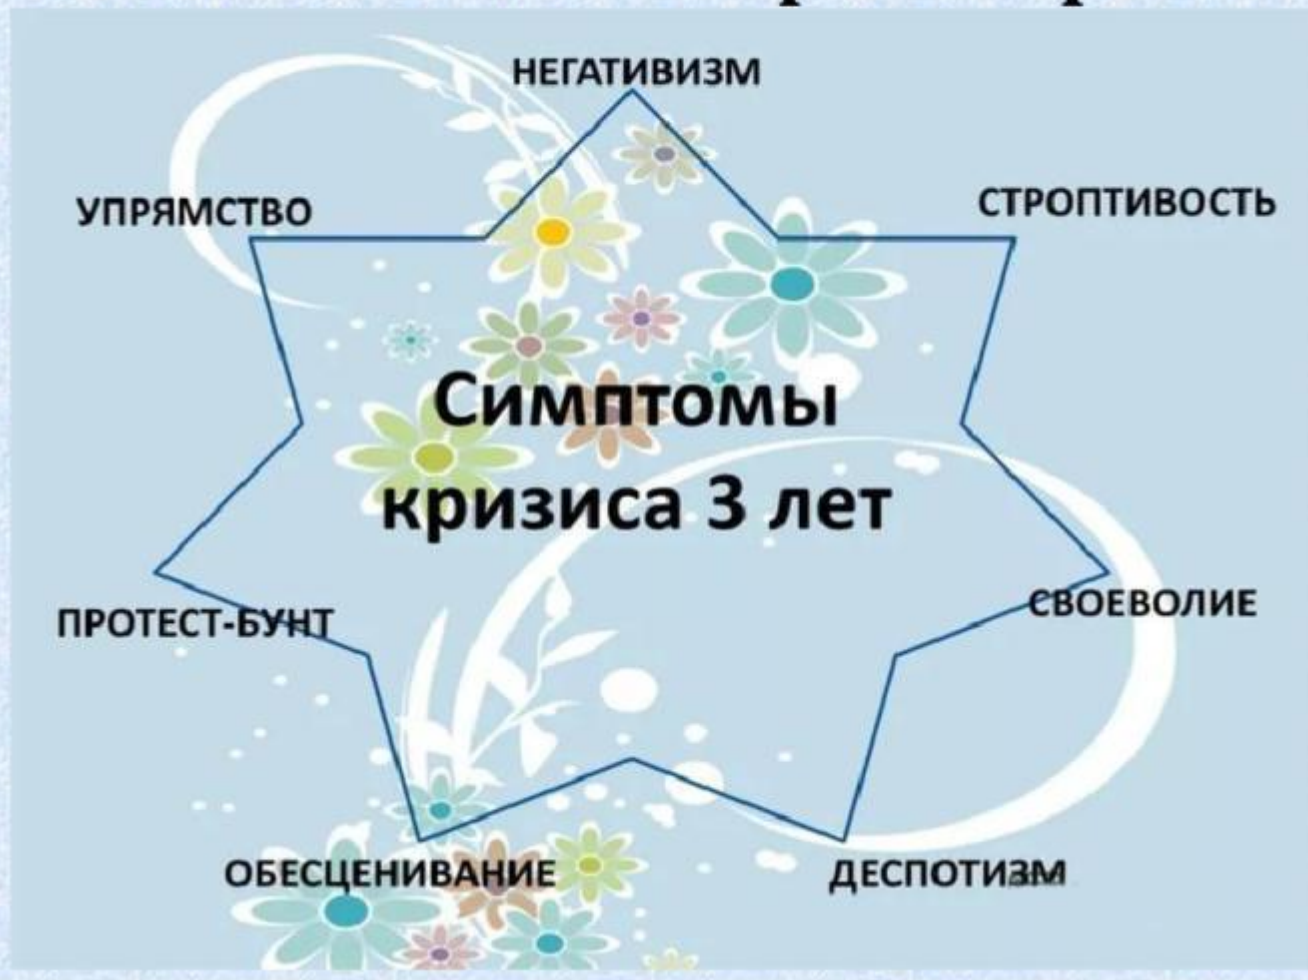 НЕГАТИВИЗМ
УПРЯМСТВО
СТРОПТИВОСТЬ
Симптомы
кризиса 3 лет
ПРОТЕСТ-БУНТ
СВОЕВОЛИЕ
ОБЕСЦЕНИВАНИЕ
ДЕСПОТИЗМ